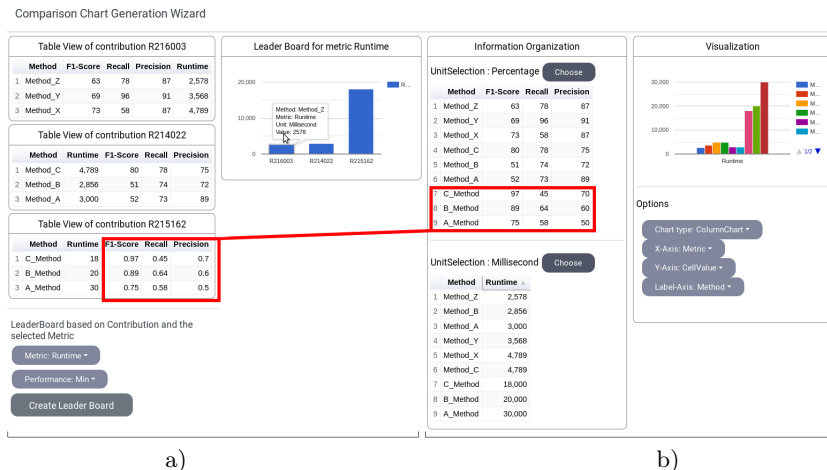 Comparison Chart Generation Wizard
Table View of contribution R216003
Method F1-Score Recall Precision Runtime
1 Method_Z 63 78 87 2,578
2 Method_Y 69 96 91 3,568
3 Method_X 73 58 87 4,789
Table View of contribution R214022
Method Runtime F1-Score Recall Precision
1 Method_C 4,789 80 78 75
2 Method_B 2,856 51 74 72
3 Method_A 3,000 52 73 89
Table View of contribution R215162
Method Runtime F1-Score Recall Precision
1 C_Method 18 0.97 0.45 0.7
2 B_Method 20 0.89 0.64 0.6
3 A_Method 30 0.75 0.58 0.5
LeaderBoard based on Contribution and the
selected Metric
Metric: Runtime
Performance: Min
Create Leader Board
Leader Board for metric Runtime
20,000
10,000
0
Method: Method_Z
Metric: Runtime
Unit: Millisecond
Value: 2578
R216003 R214022 R215162
R...
Information Organization
UnitSelection : Percentage Choose
Method F1-Score Recall Precision
1 Method_Z 63 78 87
2 Method_Y 69 96 91
3 Method_X 73 58 87
4 Method_C 80 78 75
5 Method_B 51 74 72
6 Method_A 52 73 89
7 C_Method 97 45 70
8 B_Method 89 64 60
9 A_Method 75 58 50
UnitSelection : Millisecond Choose
Method Runtime
1 Method_Z 2,578
2 Method_B 2,856
3 Method_A 3,000
4 Method_Y 3,568
5 Method_X 4,789
6 Method_C 4,789
7 C_Method 18,000
8 B_Method 20,000
9 A_Method 30,000
Visualization
30,000
20,000
10,000
0
Runtime
M...
M...
M...
M...
M...
M...
1/2
Options
Chart type: ColumnChart
X-Axis: Metric
Y-Axis: CellValue
Label-Axis: Method
a) b)